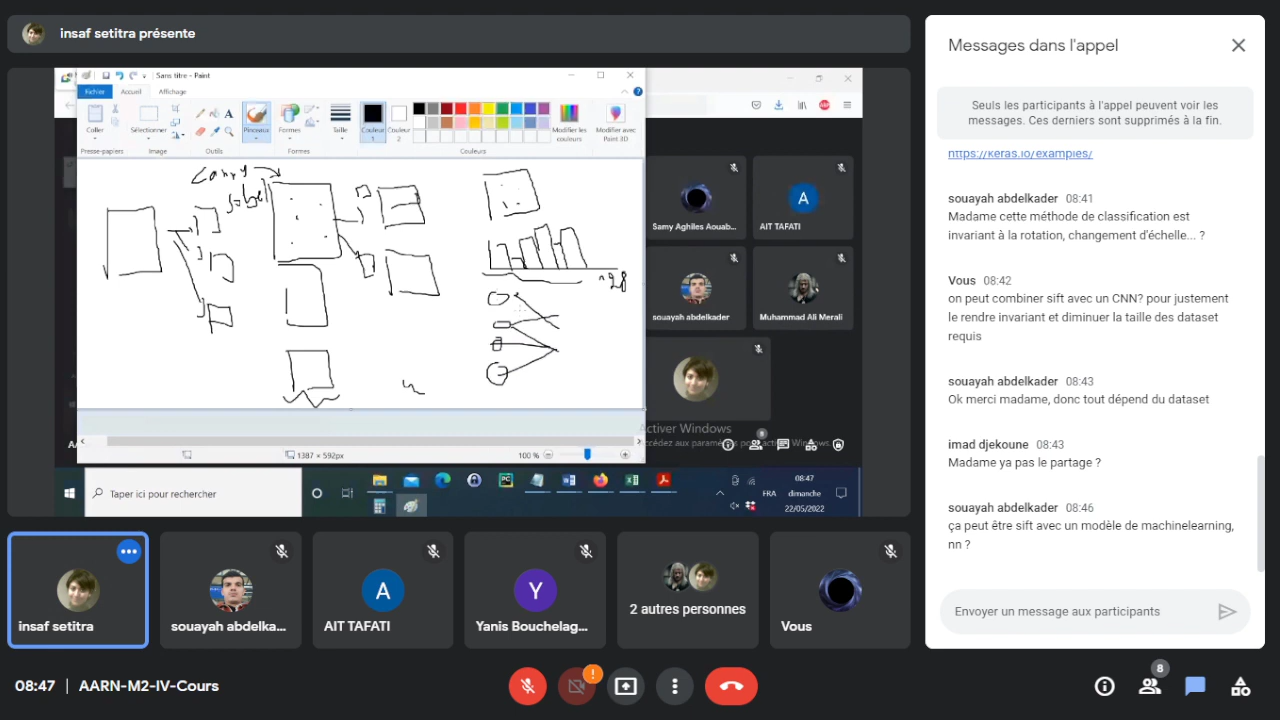 insaf setitra présente
Sans titre - Paint
Fichier
Accueil
Affichage
Coller
Sélectionner
Pinceaux
Formes
Taille
Couleur
1
Couleur
2
Modifier les
couleurs
Modifier avec
Paint 3D
Presse-papiers
Image
Outils
Formes
Couleurs
Canny
Sobel
128
1387 × 592px
100 %
Samy Aghiles Aouab...
AIT TAFATI
souayah abdelkader
Muhammad Ali Merali
Activer Windows
Taper ici pour rechercher
FRA
08:47
dimanche
22/05/2022
insaf setitra
souayah abdelka...
AIT TAFATI
Yanis Bouchelag...
2 autres personnes
Vous
08:47 | AARN-M2-IV-Cours
Messages dans l'appel
Seuls les participants à l'appel peuvent voir les
messages. Ces derniers sont supprimés à la fin.
https://keras.io/examples/
souayah abdelkader 08:41
Madame cette méthode de classification est
invariant à la rotation, changement d'échelle... ?
Vous 08:42
on peut combiner sift avec un CNN? pour justement
le rendre invariant et diminuer la taille des dataset
requis
souayah abdelkader 08:43
Ok merci madame, donc tout dépend du dataset
imad djekoune 08:43
Madame ya pas le partage ?
souayah abdelkader 08:46
ça peut être sift avec un modèle de machinelearning,
nn ?
Envoyer un message aux participants
8